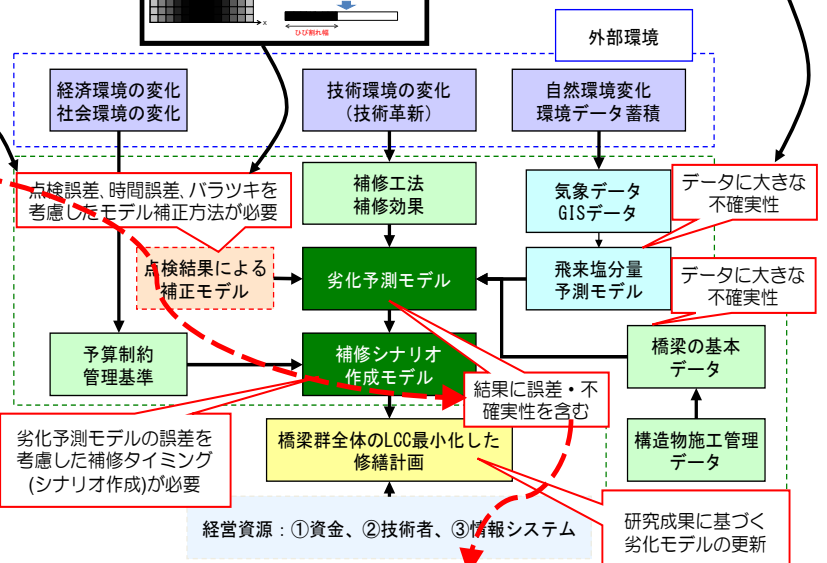 x
ひび割れ幅
外部環境
経済環境の変化
社会環境の変化
技術環境の変化
（技術革新）
自然環境変化
環境データ蓄積
点検誤差、時間誤差、バラツキを
考慮したモデル補正方法が必要
補修工法
補修効果
気象データ
GISデータ
データに大きな
不確実性
点検結果による
補正モデル
劣化予測モデル
飛来塩分量
予測モデル
データに大きな
不確実性
予算制約
管理基準
補修シナリオ
作成モデル
橋梁の基本
データ
結果に誤差・不
確実性を含む
劣化予測モデルの誤差を
考慮した補修タイミング
(シナリオ作成)が必要
橋梁群全体のLCC最小化した
修繕計画
構造物施工管理
データ
経営資源：①資金、②技術者、③情報システム
研究成果に基づく
劣化モデルの更新